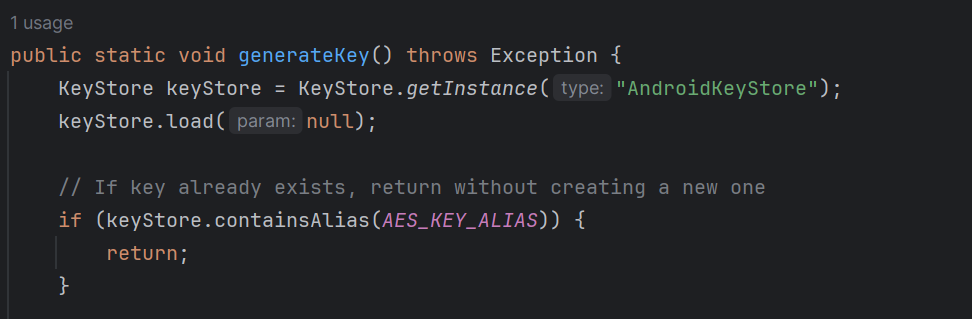 1 usage
public static void generateKey() throws Exception {
KeyStore keyStore = KeyStore.getInstance( type: "AndroidKeyStore");
keyStore.load( param: null);
// If key already exists, return without creating a new one
if (keyStore.containsAlias(AES_KEY_ALIAS)) {
return;
}